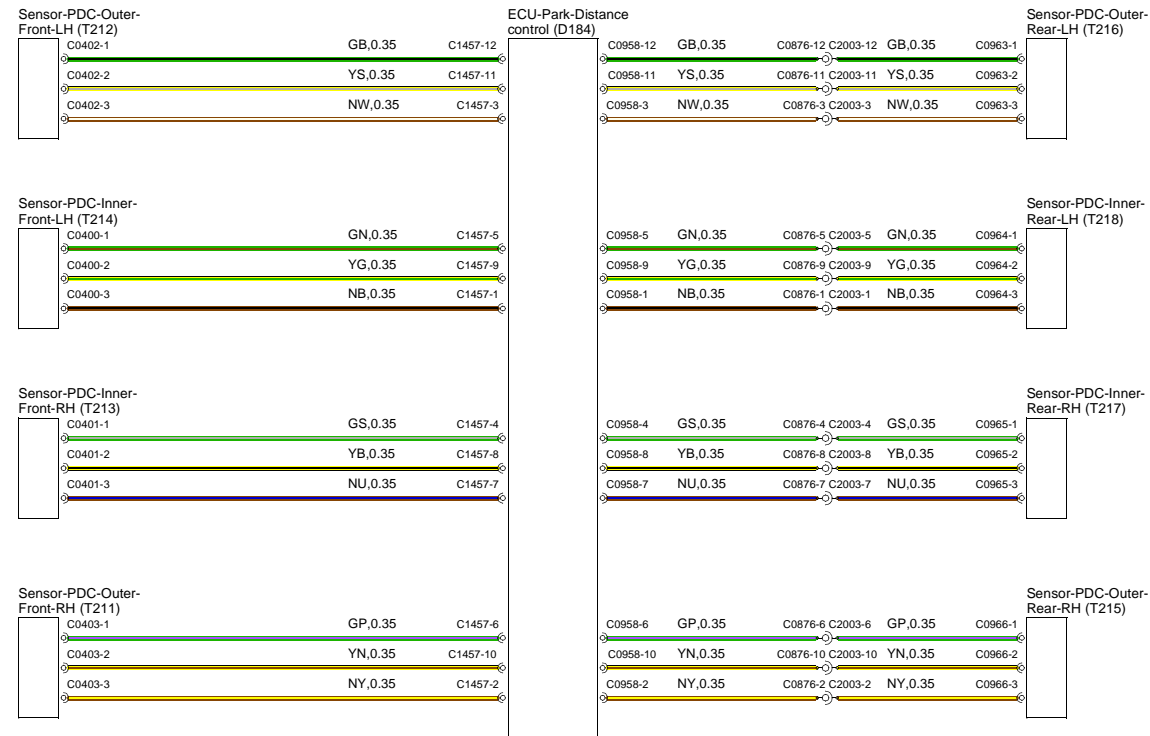 Sensor-PDC-Outer-
Front-LH (T212)
ECU-Park-Distance
control (D184)
Sensor-PDC-Outer-
Rear-LH (T216)
C0402-1 GB,0.35 C1457-12 C0958-12 GB,0.35 C0876-12 C2003-12 GB,0.35 C0963-1
C0402-2 YS,0.35 C1457-11 C0958-11 YS,0.35 C0876-11 C2003-11 YS,0.35 C0963-2
C0402-3 NW,0.35 C1457-3 C0958-3 NW,0.35 C0876-3 C2003-3 NW,0.35 C0963-3
Sensor-PDC-Inner-
Front-LH (T214)
Sensor-PDC-Inner-
Rear-LH (T218)
C0400-1 GN,0.35 C1457-5 C0958-5 GN,0.35 C0876-5 C2003-5 GN,0.35 C0964-1
C0400-2 YG,0.35 C1457-9 C0958-9 YG,0.35 C0876-9 C2003-9 YG,0.35 C0964-2
C0400-3 NB,0.35 C1457-1 C0958-1 NB,0.35 C0876-1 C2003-1 NB,0.35 C0964-3
Sensor-PDC-Inner-
Front-RH (T213)
Sensor-PDC-Inner-
Rear-RH (T217)
C0401-1 GS,0.35 C1457-4 C0958-4 GS,0.35 C0876-4 C2003-4 GS,0.35 C0965-1
C0401-2 YB,0.35 C1457-8 C0958-8 YB,0.35 C0876-8 C2003-8 YB,0.35 C0965-2
C0401-3 NU,0.35 C1457-7 C0958-7 NU,0.35 C0876-7 C2003-7 NU,0.35 C0965-3
Sensor-PDC-Outer-
Front-RH (T211)
Sensor-PDC-Outer-
Rear-RH (T215)
C0403-1 GP,0.35 C1457-6 C0958-6 GP,0.35 C0876-6 C2003-6 GP,0.35 C0966-1
C0403-2 YN,0.35 C1457-10 C0958-10 YN,0.35 C0876-10 C2003-10 YN,0.35 C0966-2
C0403-3 NY,0.35 C1457-2 C0958-2 NY,0.35 C0876-2 C2003-2 NY,0.35 C0966-3